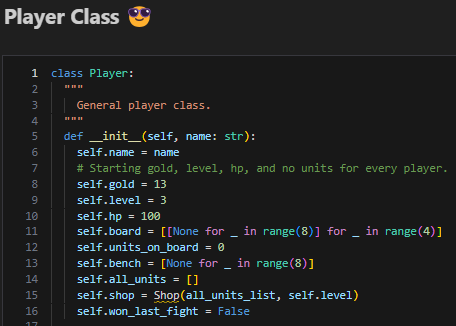 Player Class 😎
1 class Player:
2 """
3 General player class.
4 """
5 def __init__(self, name: str):
6 self.name = name
7 # Starting gold, level, hp, and no units for every player.
8 self.gold = 13
9 self.level = 3
10 self.hp = 100
11 self.board = [[None for _ in range(8)] for _ in range(4)]
12 self.units_on_board = 0
13 self.bench = [None for _ in range(8)]
14 self.all_units = []
15 self.shop = Shop(all_units_list, self.level)
16 self.won_last_fight = False